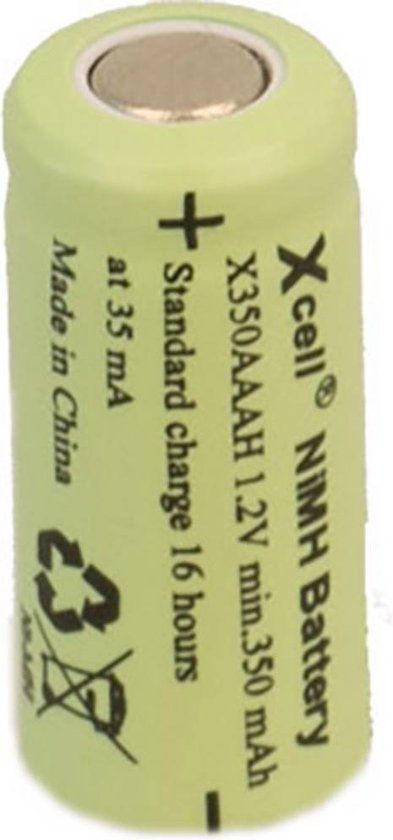 Xcell® NiMH Battery
X350AAAH 1.2V min.350 mAh
+ Standard charge 16 hours -
at 35 mA
Made in China